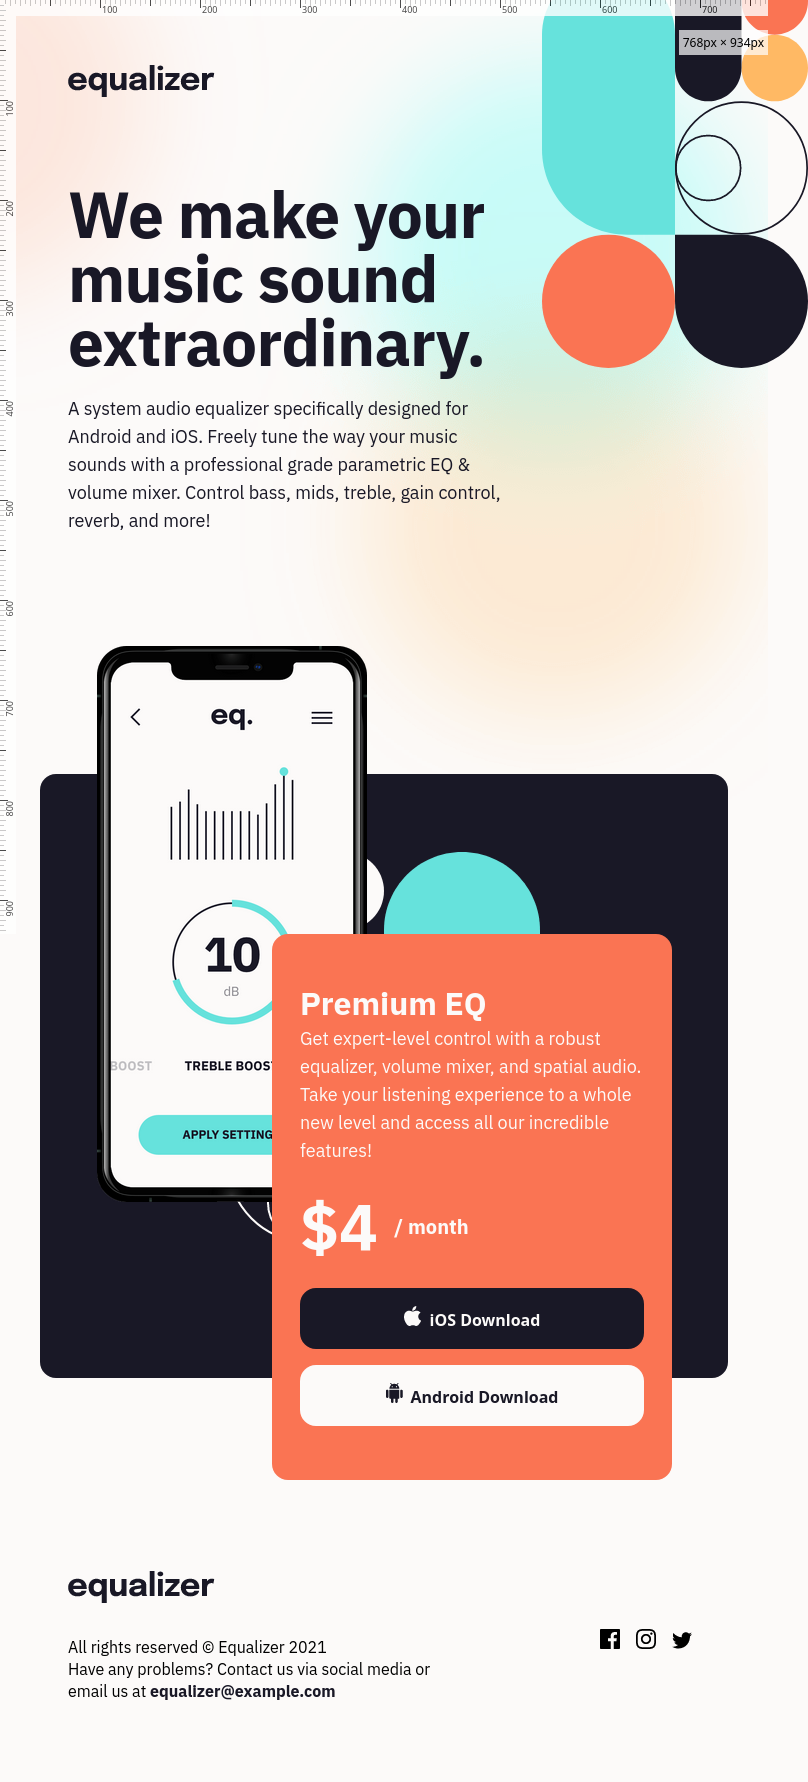 100 200 300 400 500 600 700
768px × 934px
100
200
300
400
500
600
700
800
900
equalizer
We make your
music sound
extraordinary.
A system audio equalizer specifically designed for
Android and iOS. Freely tune the way your music
sounds with a professional grade parametric EQ &
volume mixer. Control bass, mids, treble, gain control,
reverb, and more!
eq.
10
dB
BOOST TREBLE BOOST
APPLY SETTING
Premium EQ
Get expert-level control with a robust
equalizer, volume mixer, and spatial audio.
Take your listening experience to a whole
new level and access all our incredible
features!
$4 / month
iOS Download
Android Download
equalizer
All rights reserved © Equalizer 2021
Have any problems? Contact us via social media or
email us at equalizer@example.com